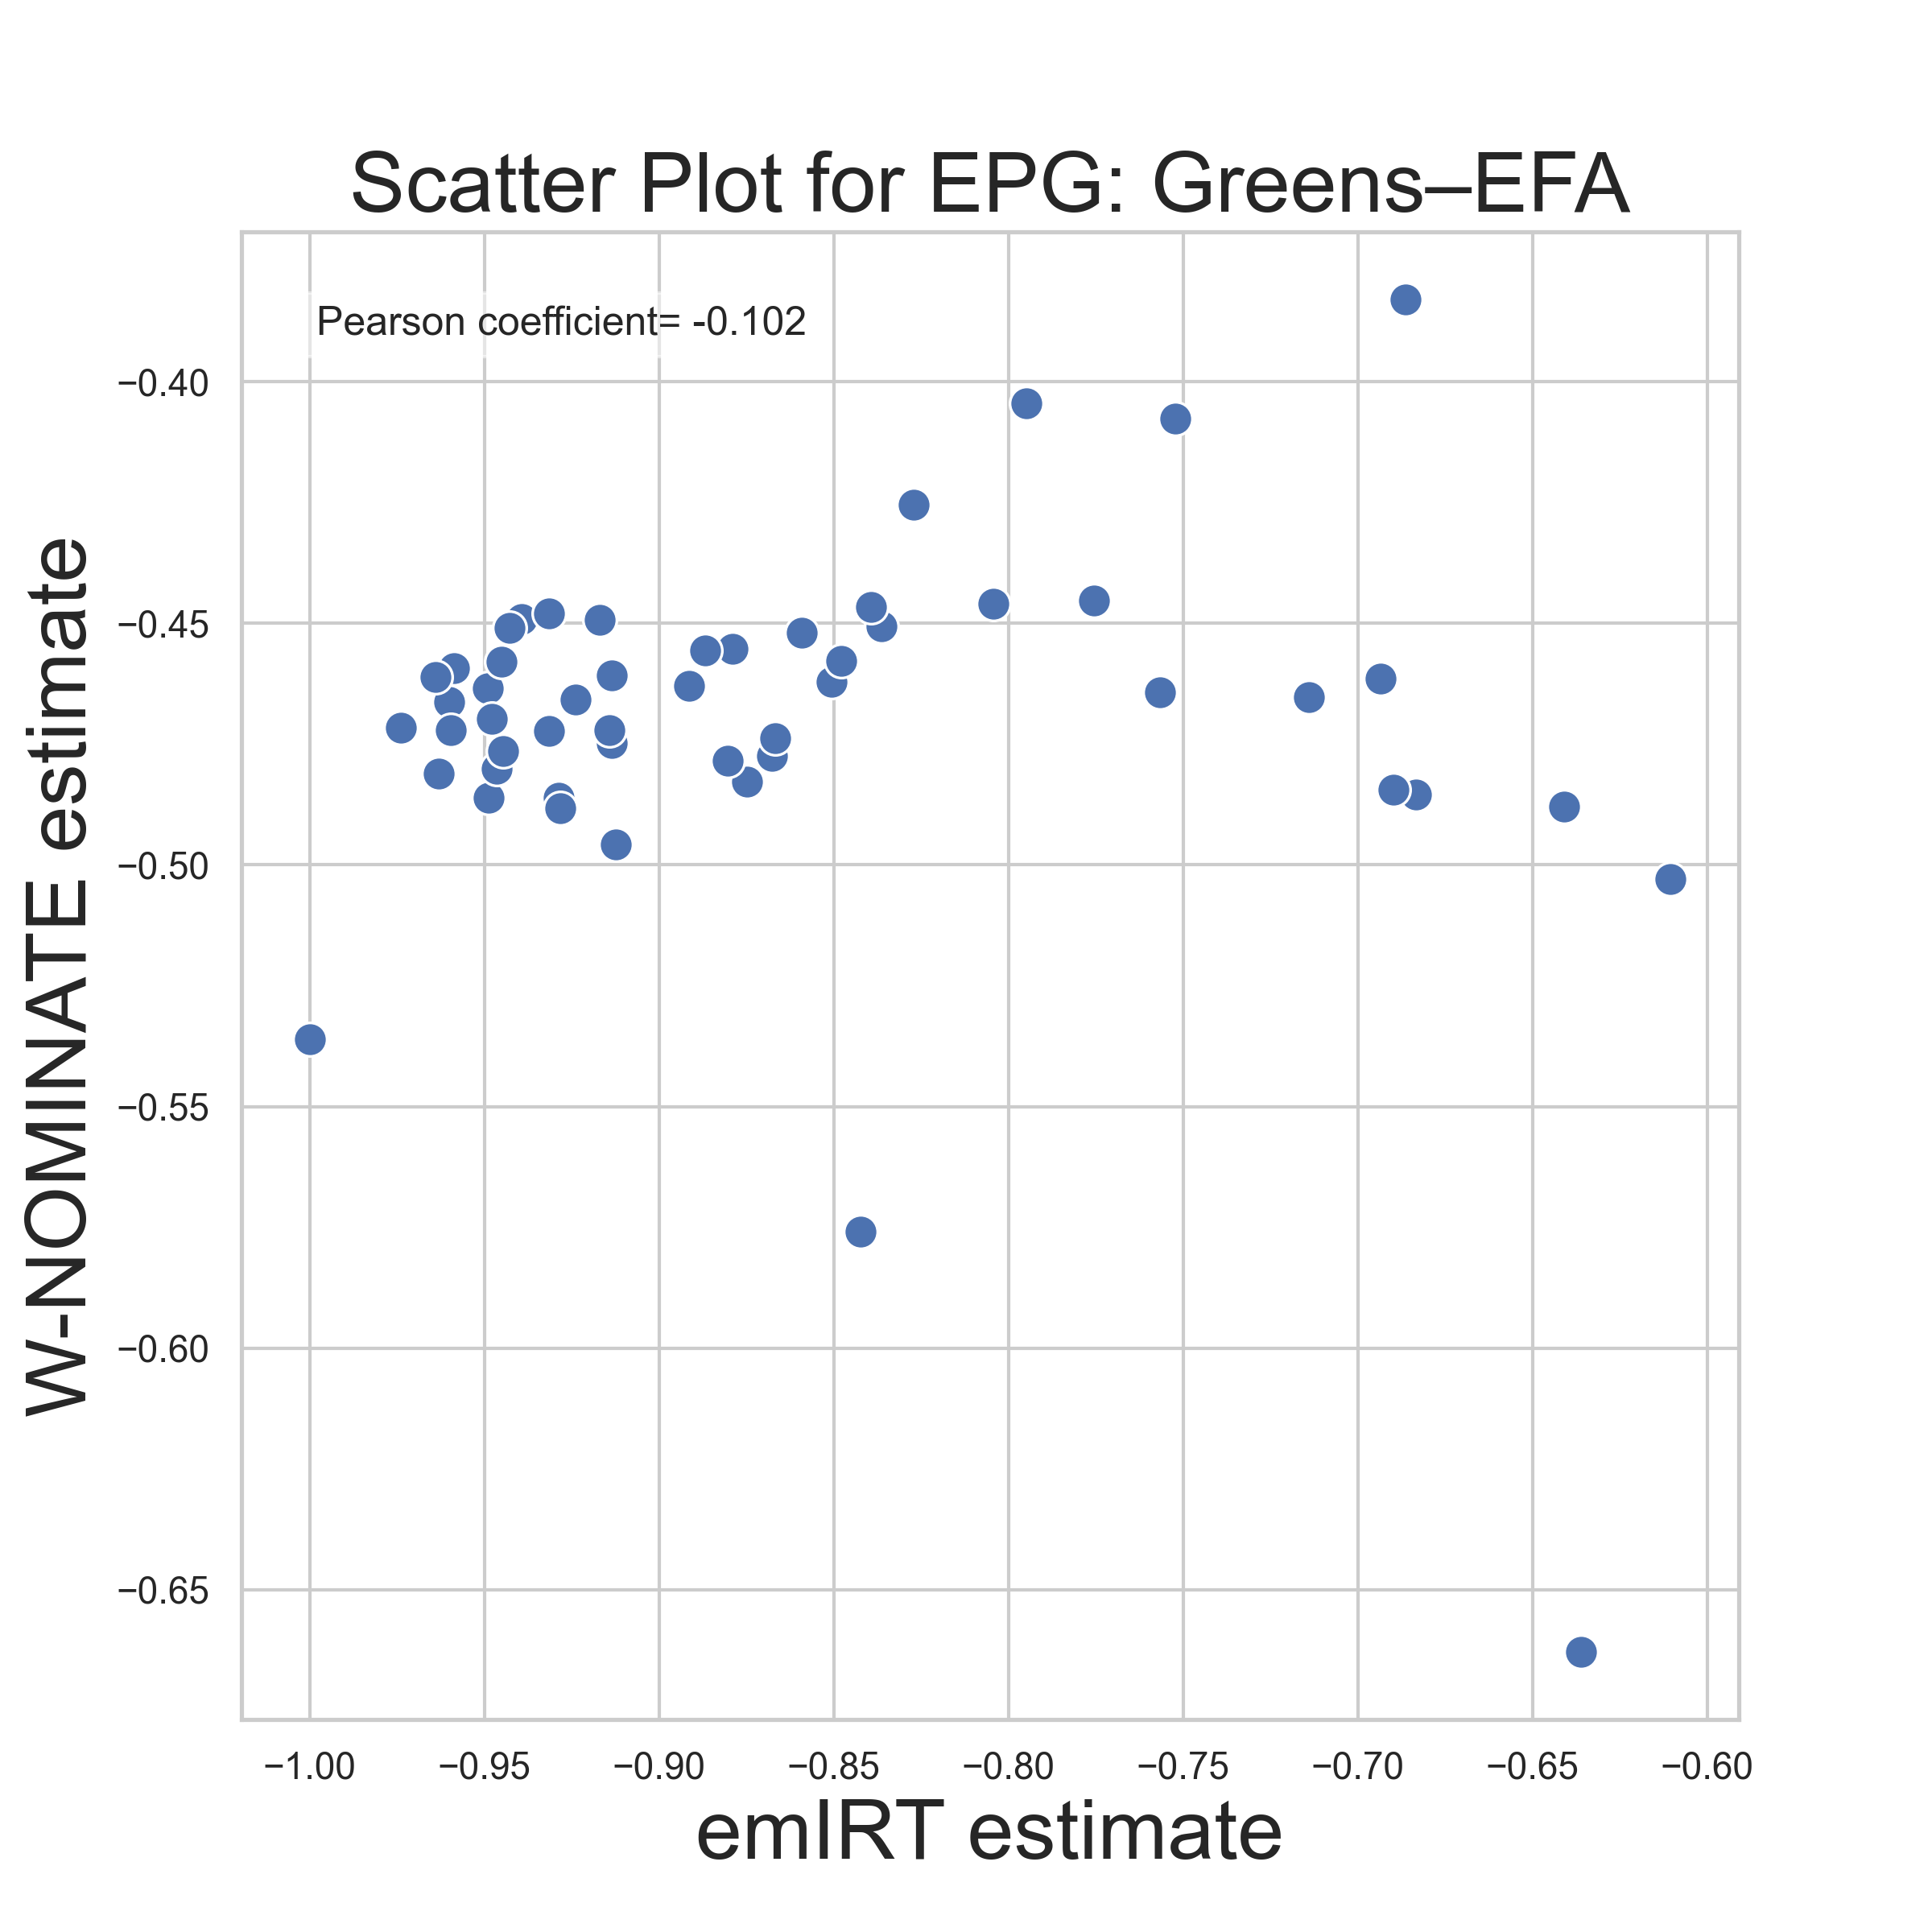 Scatter Plot for EPG: Greens–EFA
Pearson coefficient= -0.102
W-NOMINATE estimate
−0.40
−0.45
−0.50
−0.55
−0.60
−0.65
−1.00 −0.95 −0.90 −0.85 −0.80 −0.75 −0.70 −0.65 −0.60
emIRT estimate